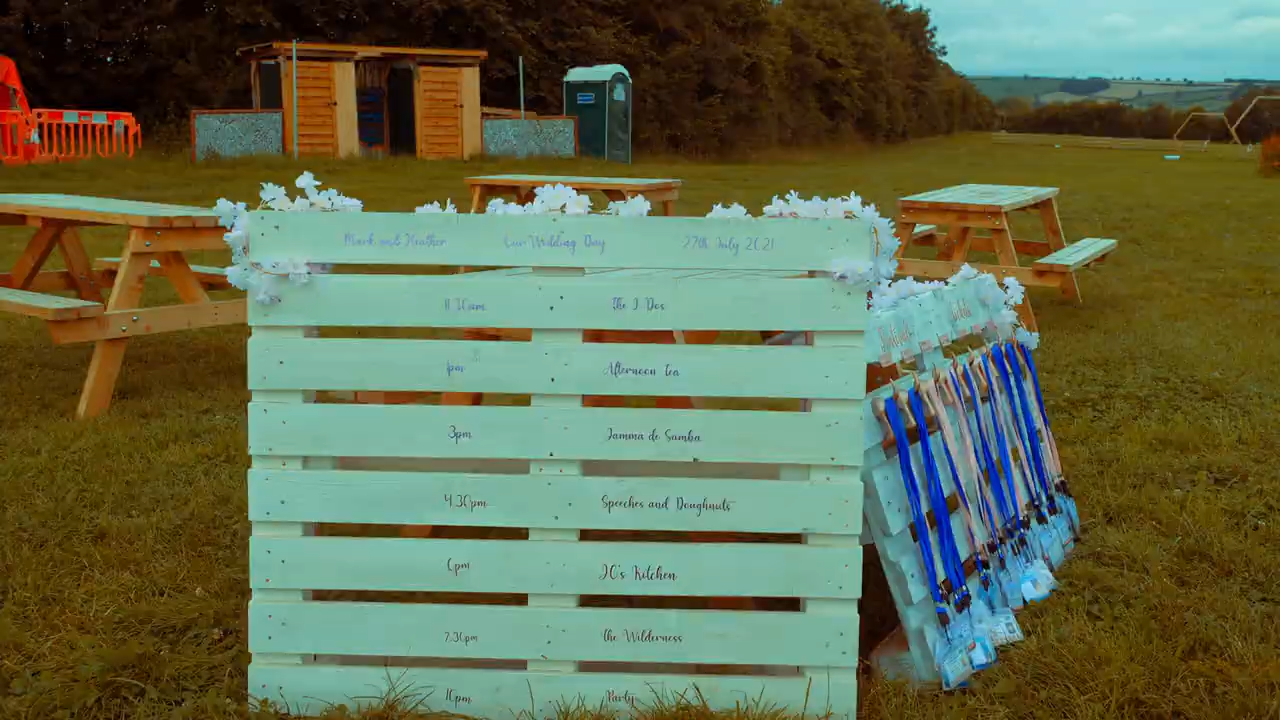 Mark and Heather Our Wedding Day 27th July 2021
11.30am The I Dos
1pm Afternoon Tea
3pm Jamma de Samba
4.30pm Speeches and Doughnuts
6pm JO's Kitchen
7.30pm The Wilderness
10pm Party